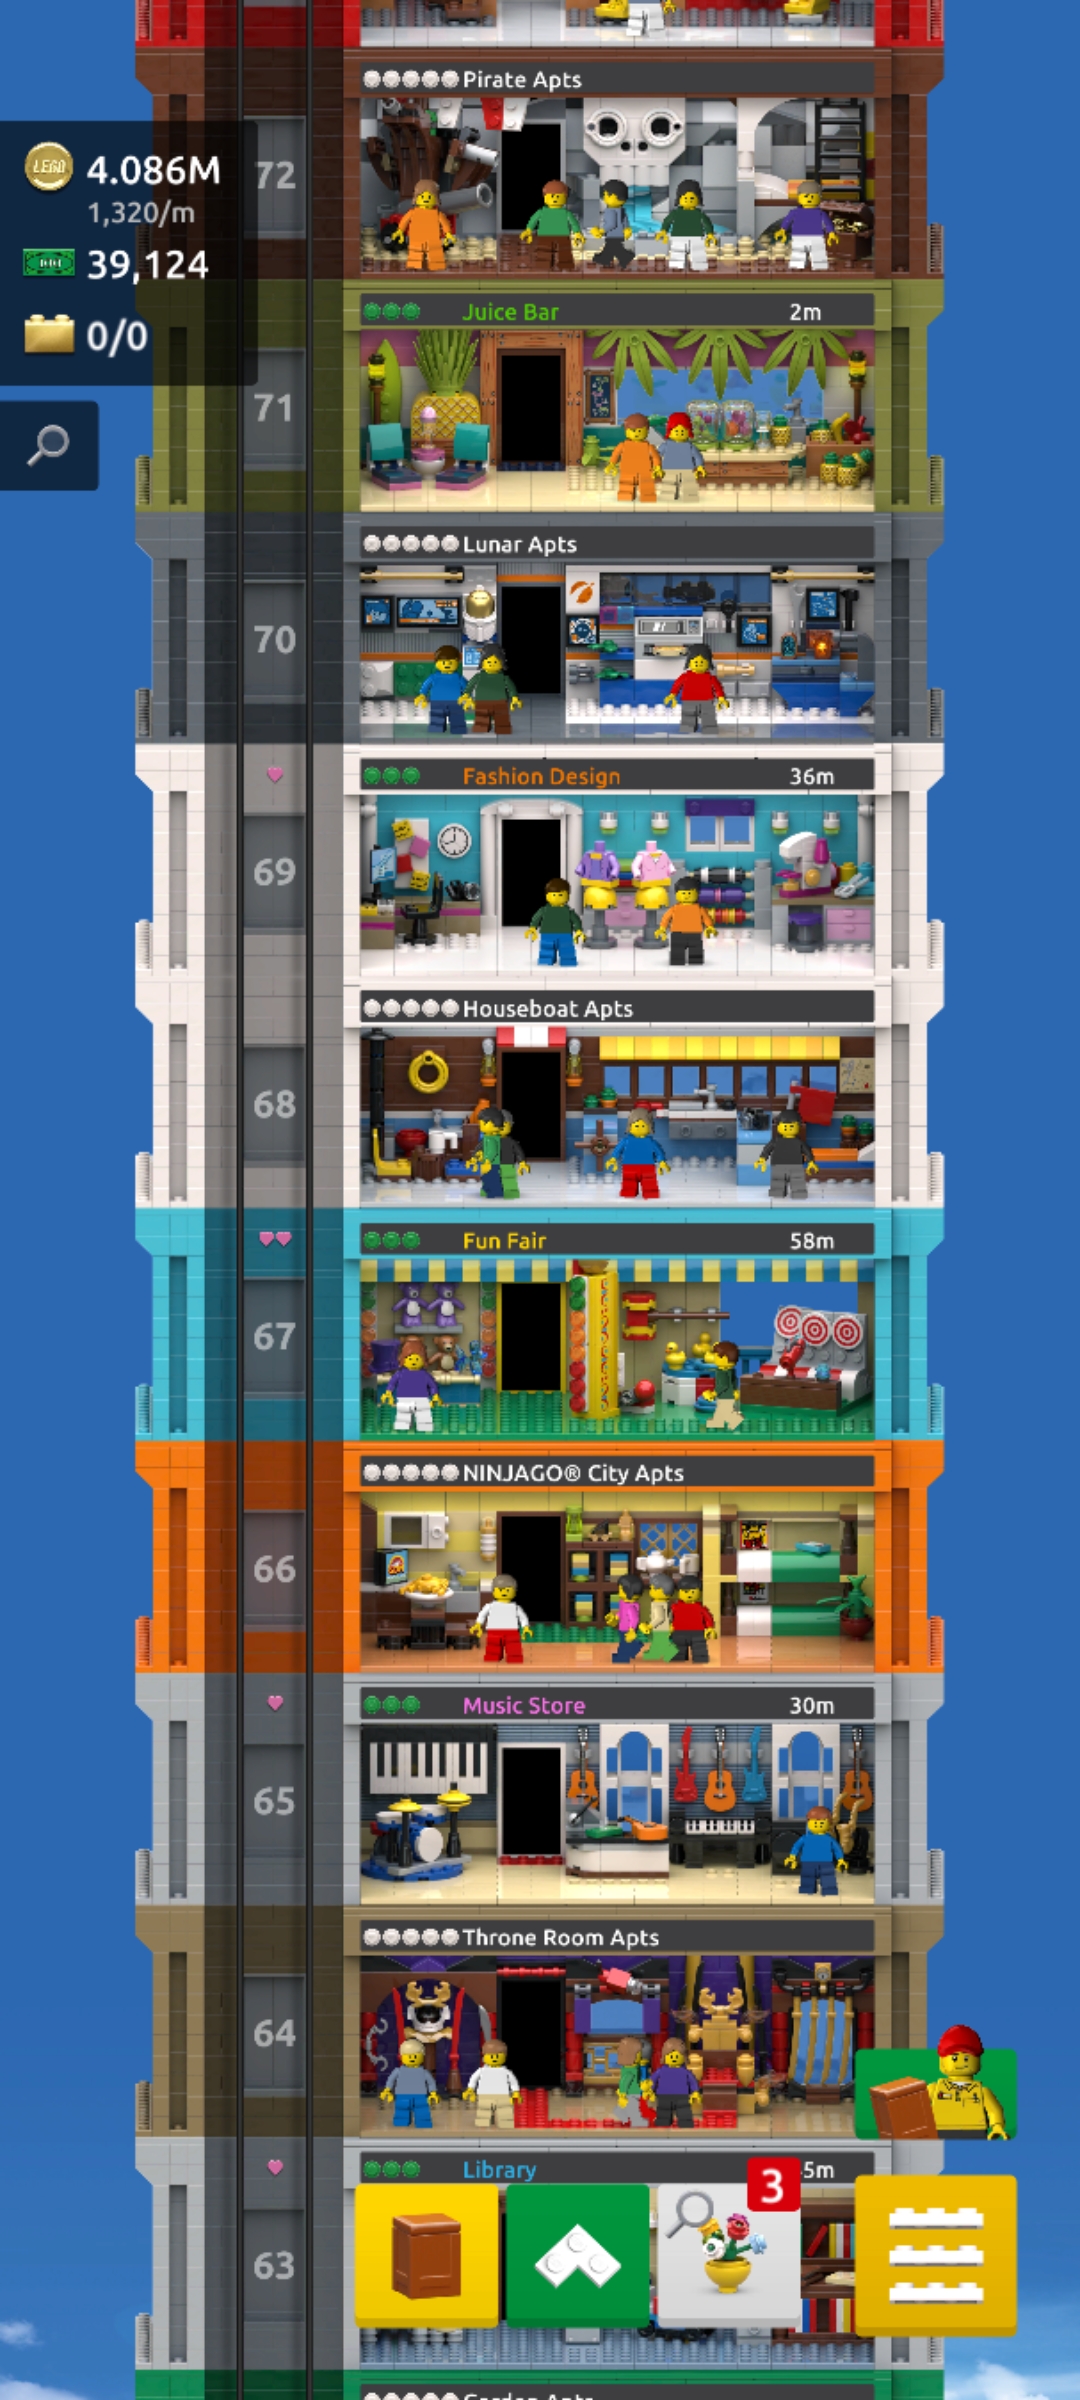 Pirate Apts
LEGO 4.086M
1,320/m
39,124
0/0
72
Juice Bar 2m
71
Lunar Apts
70
Fashion Design 36m
69
Houseboat Apts
68
Fun Fair 58m
67
NINJAGO® City Apts
66
Music Store 30m
65
Throne Room Apts
64
Library 5m
3
63